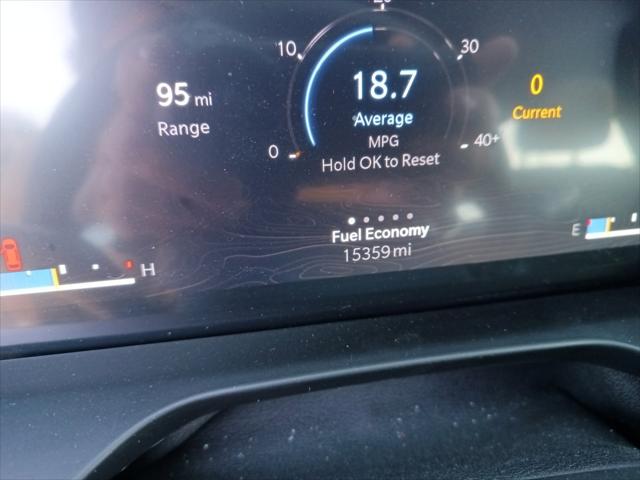 20
10
30
95 mi
Range
18.7
Average
MPG
Hold OK to Reset
0
Current
0
40+
Fuel Economy
15359 mi
H
E